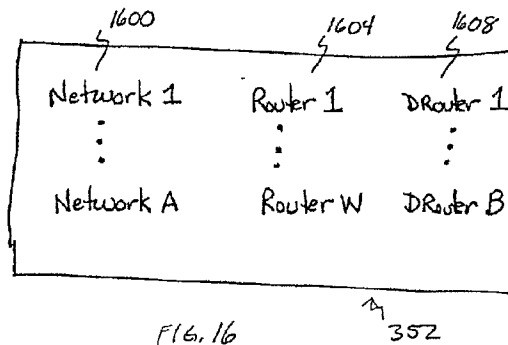 1600 1604 1608
Network 1 Router 1 DRouter 1
Network A Router W DRouter B
FIG. 16 352